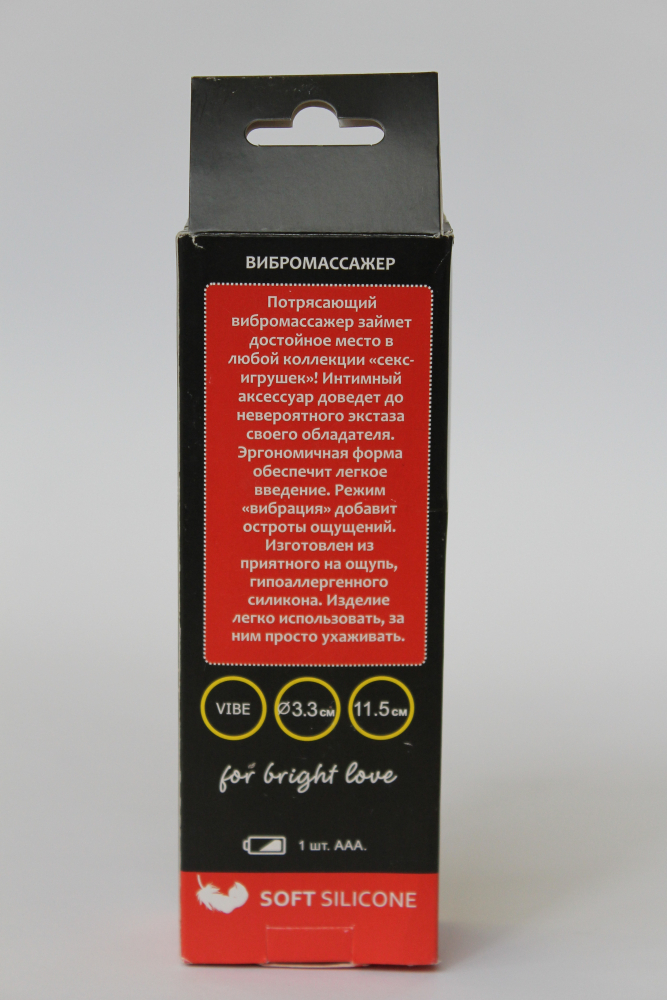 ВИБРОМАССАЖЕР
Потрясающий
вибромассажер займет
достойное место в
любой коллекции «секс-
игрушек»! Интимный
аксессуар доведет до
невероятного экстаза
своего обладателя.
Эргономичная форма
обеспечит легкое
введение. Режим
«вибрация» добавит
остроты ощущений.
Изготовлен из
приятного на ощупь,
гипоаллергенного
силикона. Изделие
легко использовать, за
ним просто ухаживать.
VIBE Ø3.3см 11.5см
for bright love
1 шт. ААА.
SOFT SILICONE